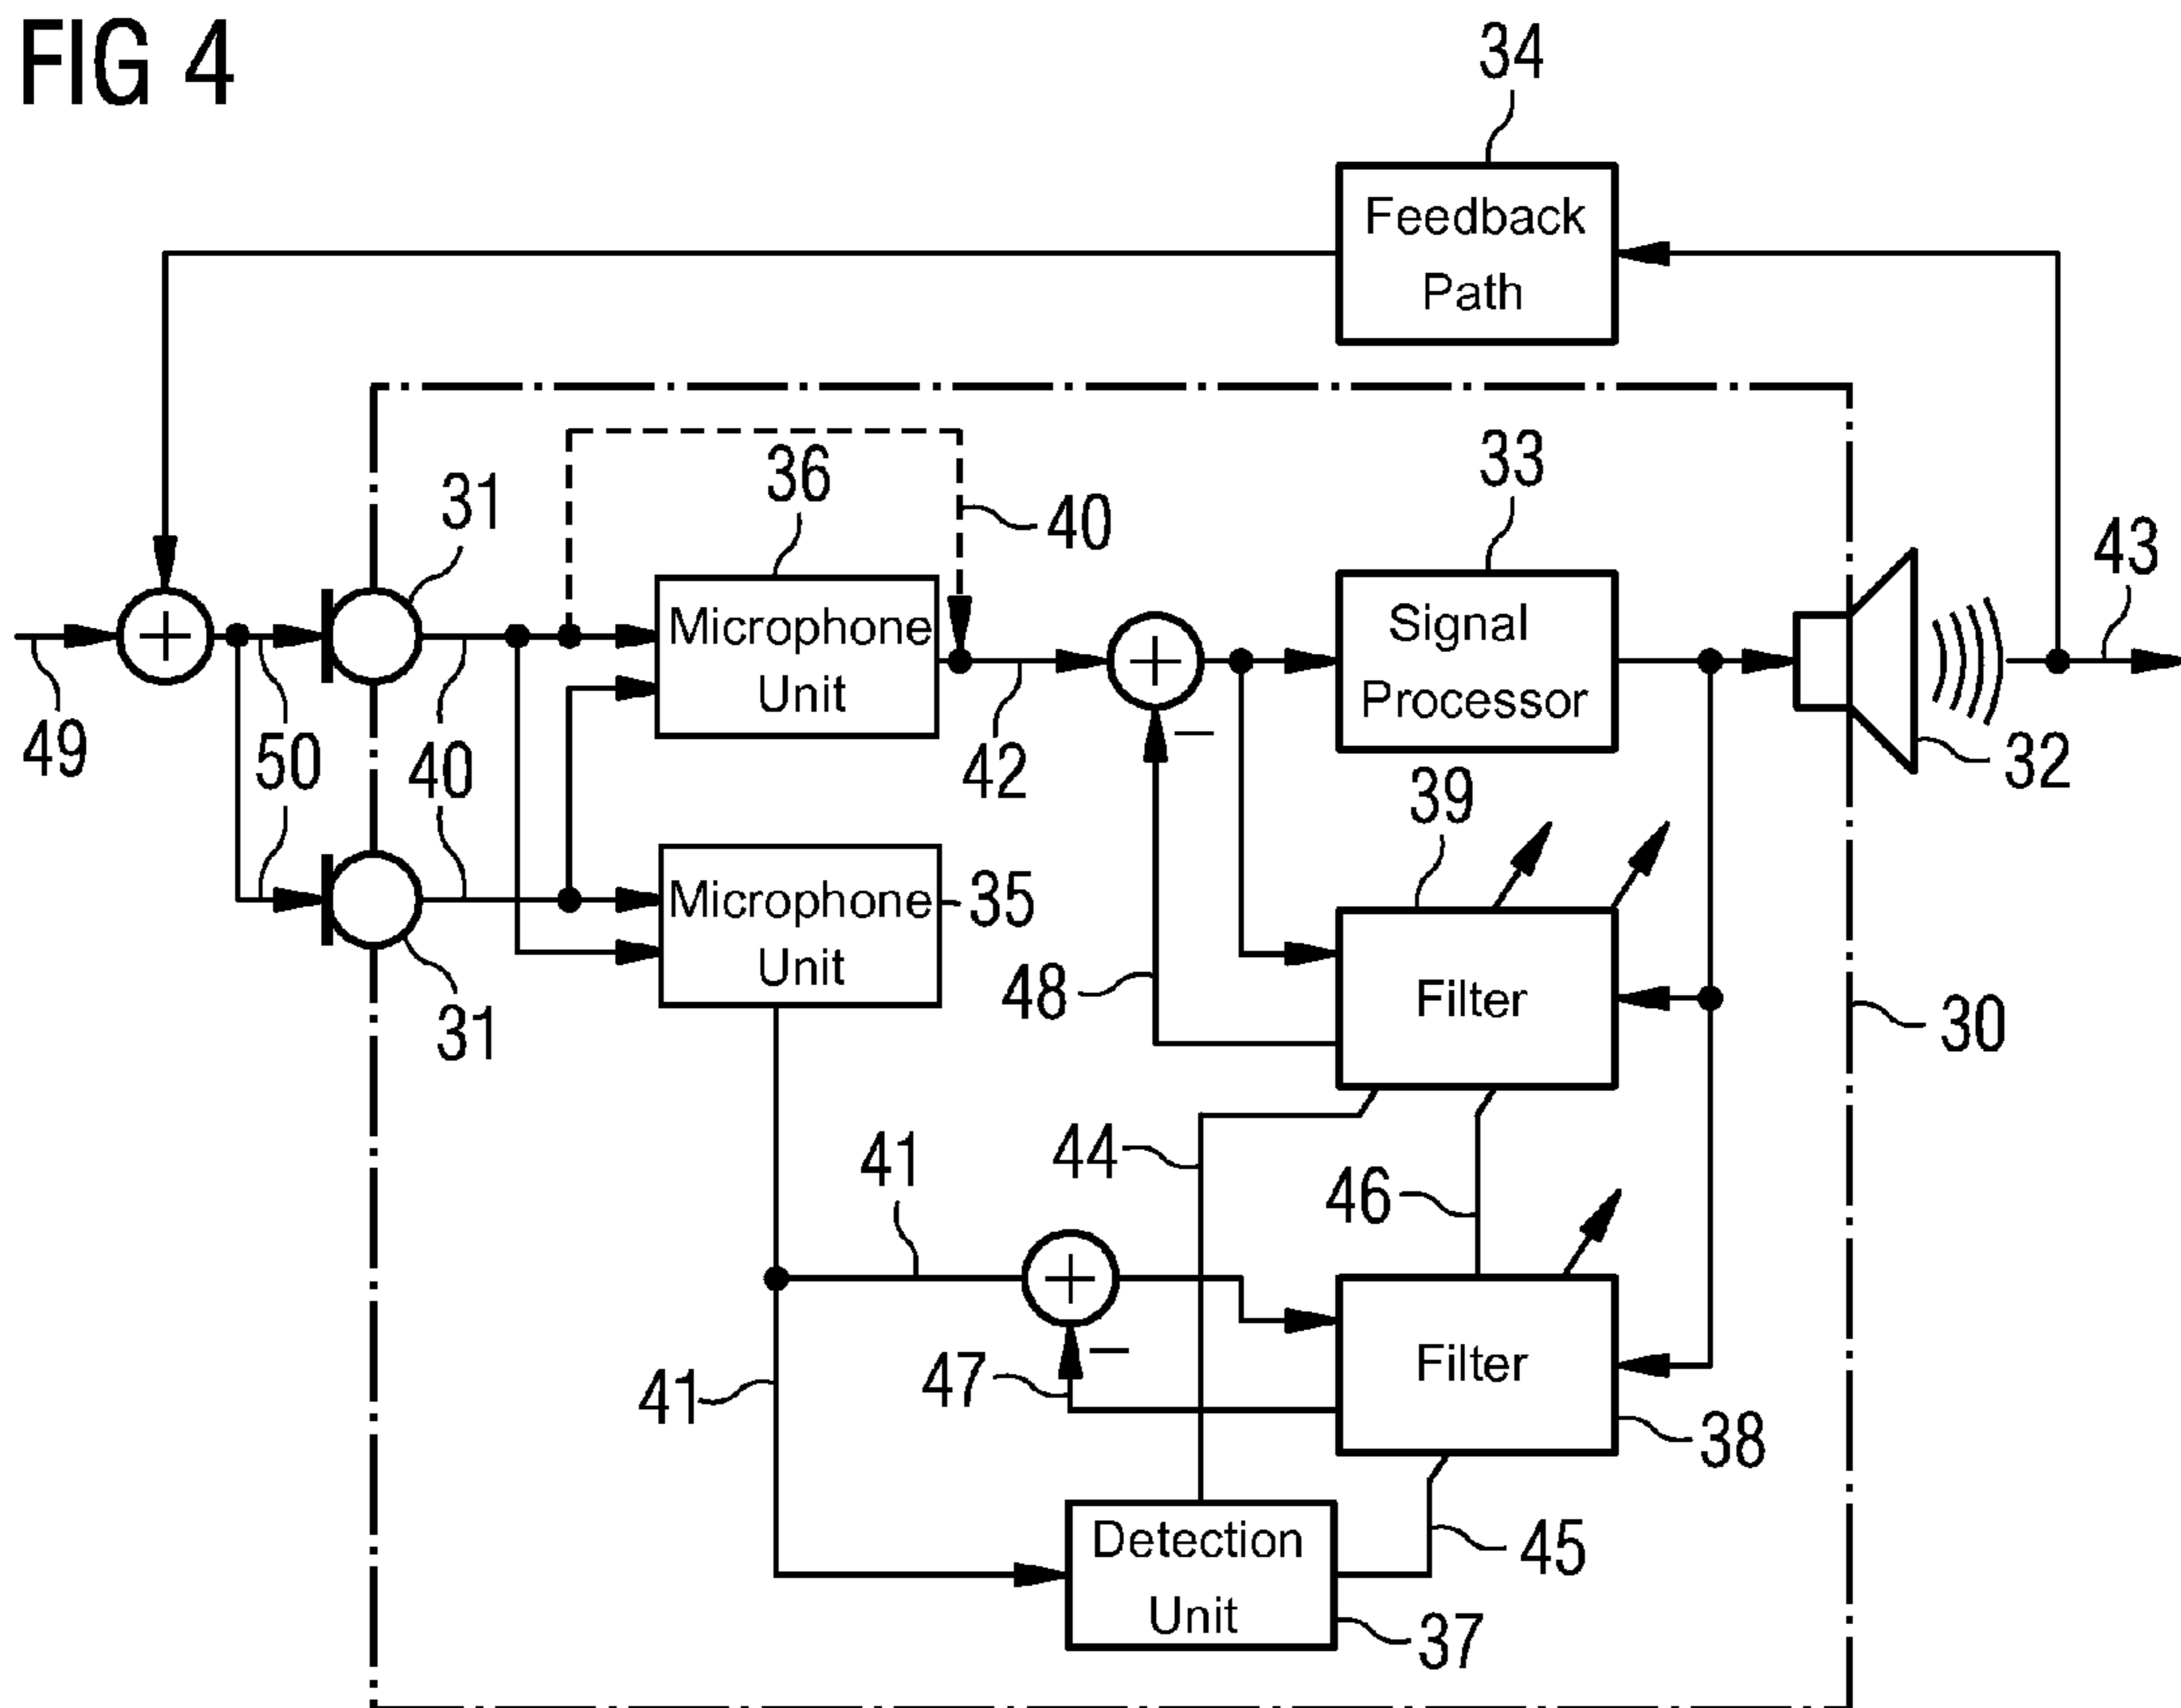 FIG 4
34
Feedback
Path
36
40
33
31
43
Microphone
Unit
+
+
Signal
Processor
49
50
40
42
−
32
39
Microphone
Unit
35
31
48
Filter
30
44
41
46
+
41
47
−
Filter
38
Detection
Unit
45
37